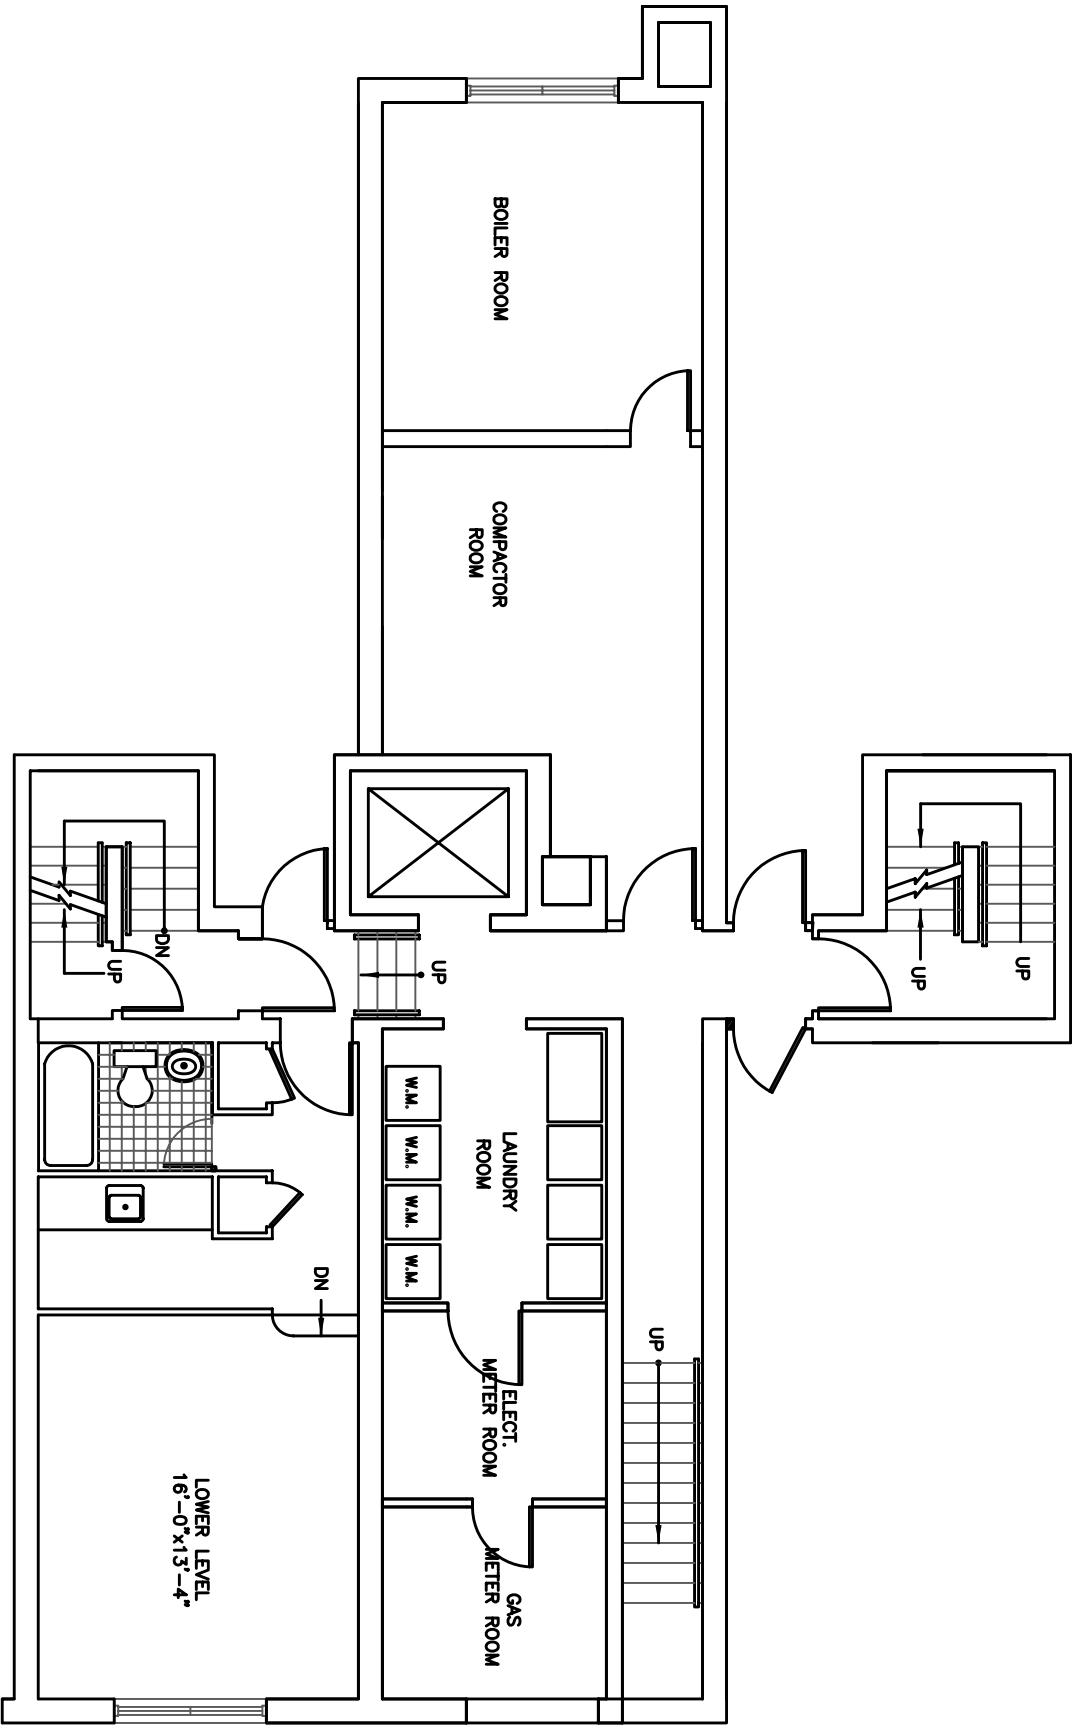 BOILER ROOM
COMPACTOR
ROOM
UP
UP
DN
UP
UP
W.M.
W.M.
W.M.
W.M.
LAUNDRY
ROOM
DN
UP
ELECT.
METER ROOM
LOWER LEVEL
16'-0"x13'-4"
GAS
METER ROOM